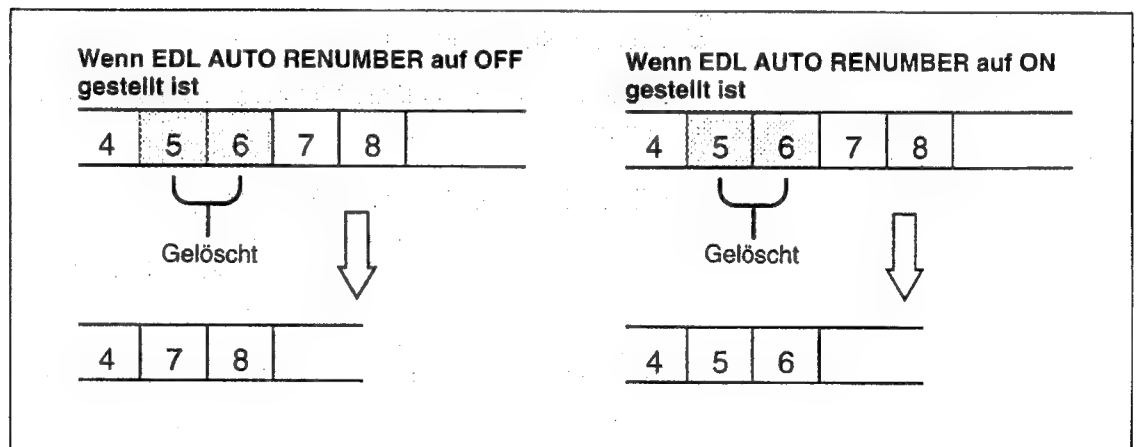 Wenn EDL AUTO RENUMBER auf OFF
gestellt ist
4 5 6 7 8
Gelöscht
4 7 8
Wenn EDL AUTO RENUMBER auf ON
gestellt ist
4 5 6 7 8
Gelöscht
4 5 6